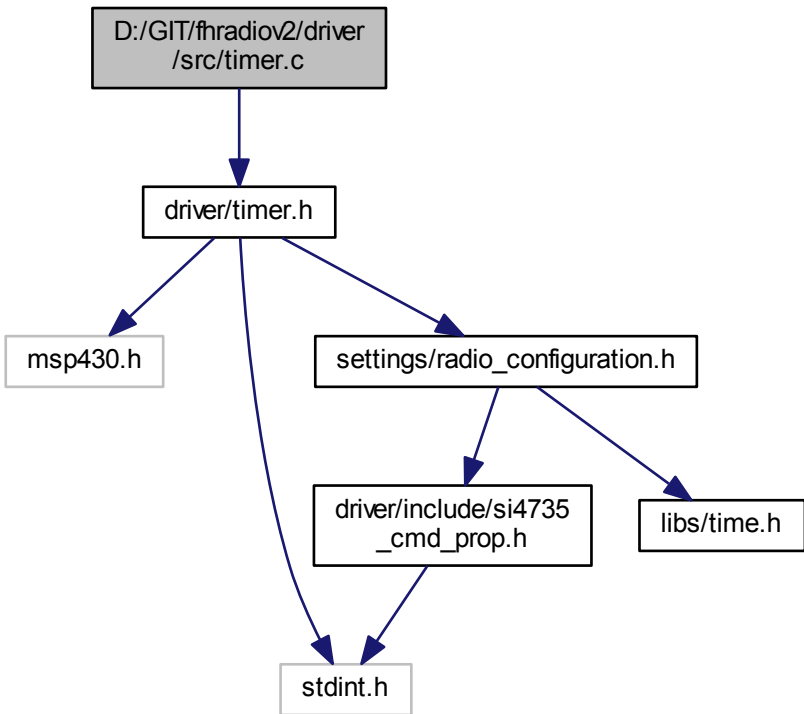 D:/GIT/fhradiov2/driver
/src/timer.c
driver/timer.h
msp430.h
settings/radio_configuration.h
driver/include/si4735
_cmd_prop.h
libs/time.h
stdint.h